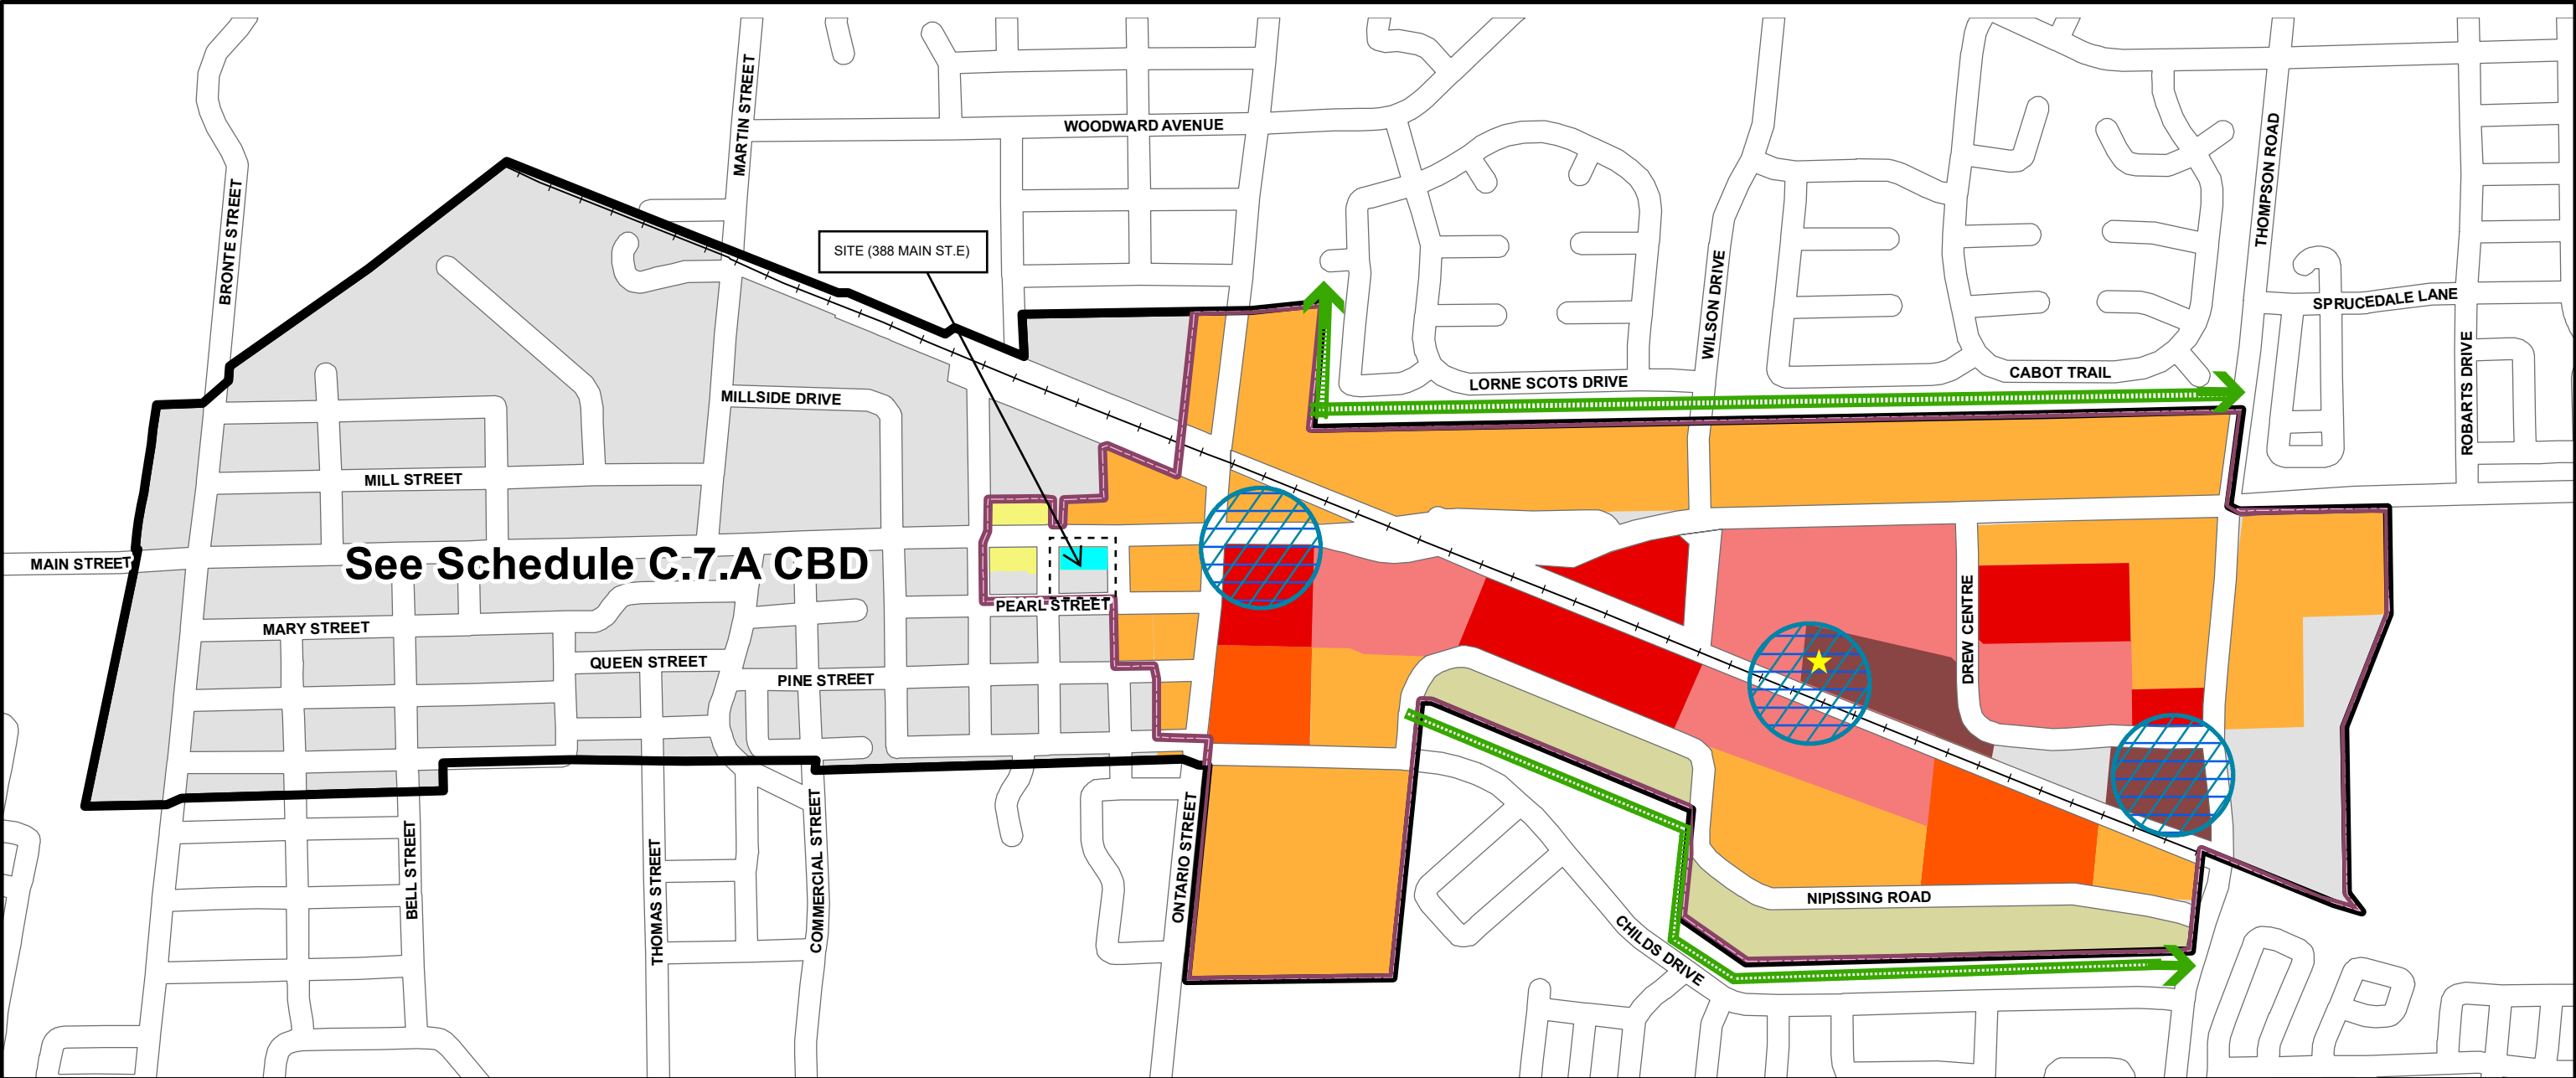 WOODWARD AVENUE
MARTIN STREET
THOMPSON ROAD
BRONTE STREET
SITE (388 MAIN ST.E)
WILSON DRIVE
SPRUCEDALE LANE
ROBARTS DRIVE
CABOT TRAIL
LORNE SCOTS DRIVE
MILLSIDE DRIVE
MILL STREET
MAIN STREET
See Schedule C.7.A CBD
PEARL STREET
DREW CENTRE
MARY STREET
QUEEN STREET
PINE STREET
ONTARIO STREET
BELL STREET
THOMAS STREET
COMMERCIAL STREET
NIPISSING ROAD
CHILDS DRIVE